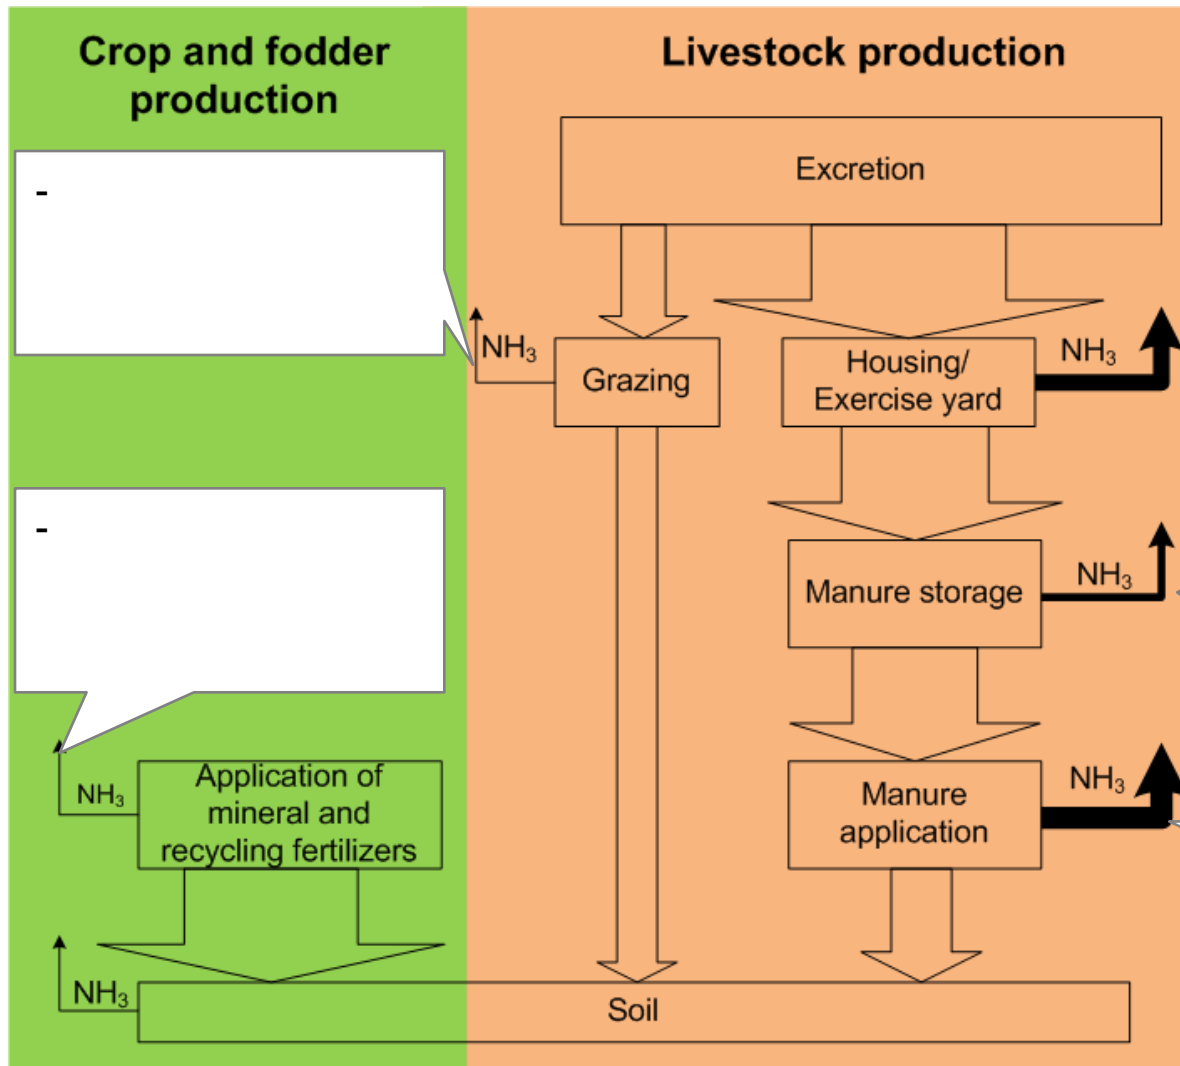 Crop and fodder
production
Livestock production
-
Excretion
NH₃
Grazing
Housing/
Exercise yard
NH₃
-
Manure storage
NH₃
NH₃
Application of
mineral and
recycling fertilizers
Manure
application
NH₃
NH₃
Soil